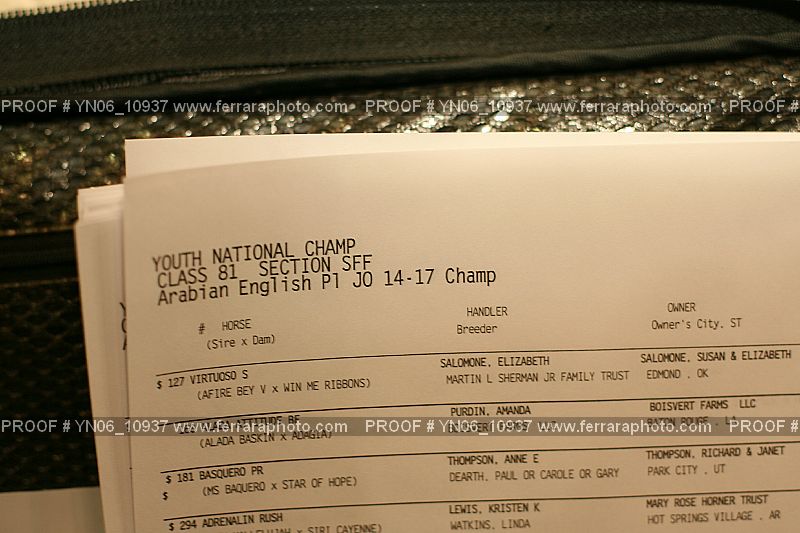 PROOF # YN06_10937 www.ferraraphoto.com PROOF # YN06_10937 www.ferraraphoto.com
YOUTH NATIONAL CHAMP
CLASS 81 SECTION SFF
Arabian English Pl JO 14-17 Champ
# HORSE HANDLER OWNER
(Sire x Dam) Breeder Owner's City, ST
$ 127 VIRTUOSO S SALOMONE, ELIZABETH SALOMONE, SUSAN & ELIZABETH
(AFIRE BEY V x WIN ME RIBBONS) MARTIN L SHERMAN JR FAMILY TRUST EDMOND , OK
PURDIN, AMANDA BOISVERT FARMS LLC
PROOF # YN06_10937 www.ferraraphoto.com PROOF # YN06_10937 www.ferraraphoto.com
(ALADA BASKIN x ADAGIA) BATON ROUGE , LA
$ 181 BASQUERO PR THOMPSON, ANNE E THOMPSON, RICHARD & JANET
$ (MS BAQUERO x STAR OF HOPE) DEARTH, PAUL OR CAROLE OR GARY PARK CITY , UT
$ 294 ADRENALIN RUSH LEWIS, KRISTEN K MARY ROSE HORNER TRUST
x SIRI CAYENNE) WATKINS, LINDA HOT SPRINGS VILLAGE , AR